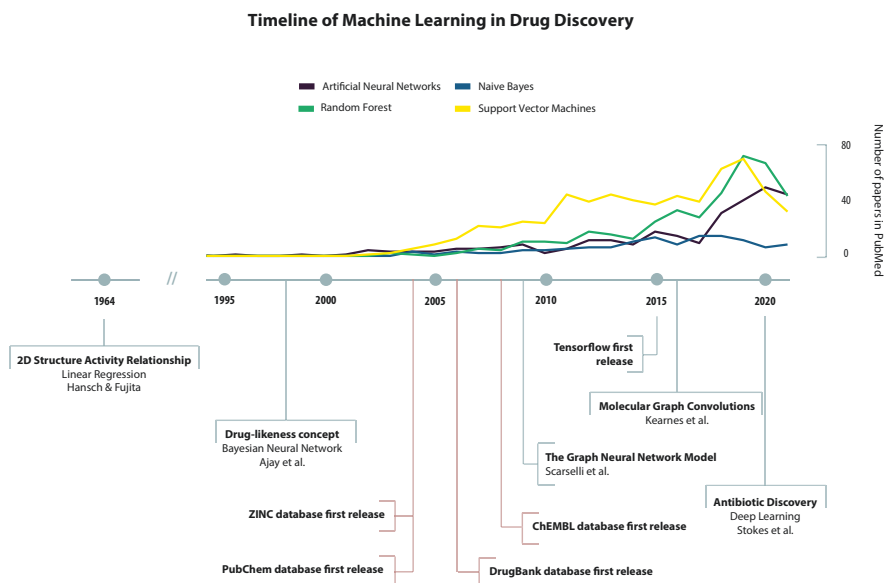 Timeline of Machine Learning in Drug Discovery
Artificial Neural Networks
Naive Bayes
Random Forest
Support Vector Machines
Number of papers in PubMed
80
40
0
//
1964
1995
2000
2005
2010
2015
2020
2D Structure Activity Relationship
Linear Regression
Hansch & Fujita
Tensorflow first
release
Molecular Graph Convolutions
Kearnes et al.
Drug-likeness concept
Bayesian Neural Network
Ajay et al.
The Graph Neural Network Model
Scarselli et al.
Antibiotic Discovery
Deep Learning
Stokes et al.
ZINC database first release
ChEMBL database first release
PubChem database first release
DrugBank database first release